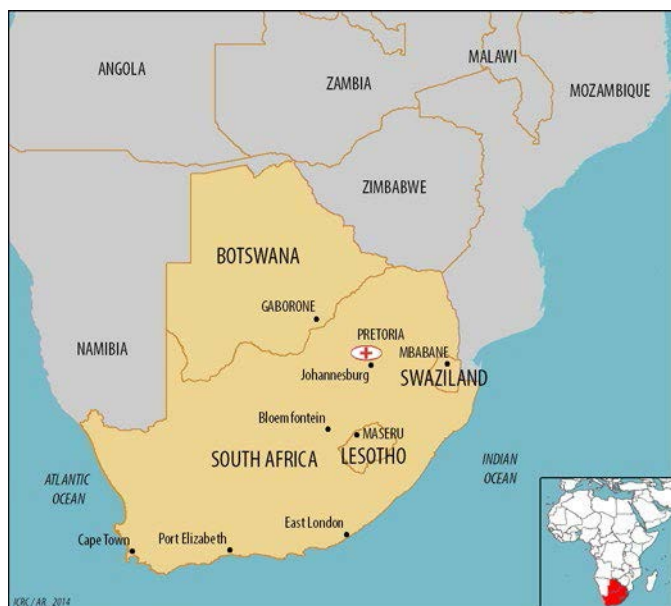 ANGOLA
ZAMBIA
MALAWI
MOZAMBIQUE
ZIMBABWE
NAMIBIA
BOTSWANA
GABORONE
PRETORIA
Johannesburg
MBABANE
SWAZILAND
Bloemfontein
MASERU
SOUTH AFRICA
LESOTHO
ATLANTIC
OCEAN
INDIAN
OCEAN
Cape Town
Port Elizabeth
East London
ICRC / AR 2014